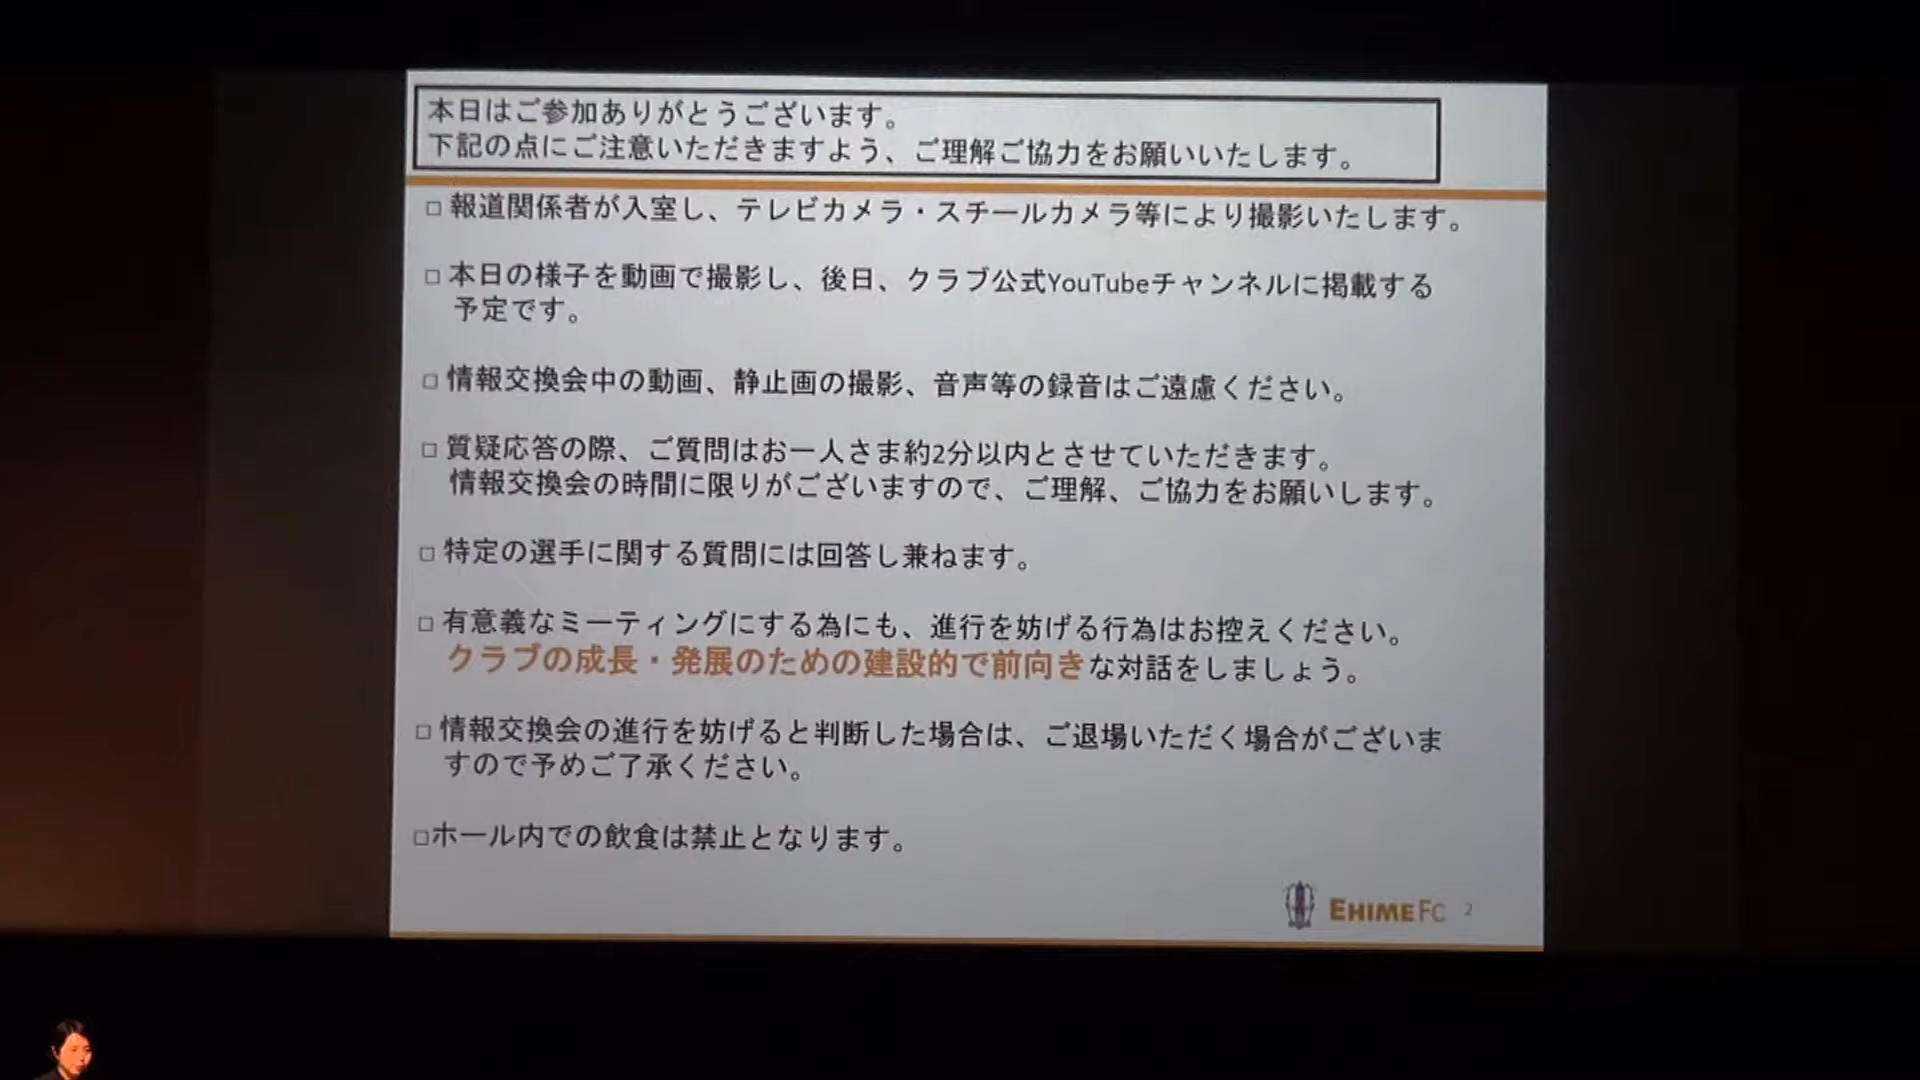 本日はご参加ありがとうございます。
下記の点にご注意いただきますよう、ご理解ご協力をお願いいたします。
□ 報道関係者が入室し、テレビカメラ・スチールカメラ等により撮影いたします。
□ 本日の様子を動画で撮影し、後日、クラブ公式YouTubeチャンネルに掲載する
予定です。
□ 情報交換会中の動画、静止画の撮影、音声等の録音はご遠慮ください。
□ 質疑応答の際、ご質問はお一人さま約2分以内とさせていただきます。
情報交換会の時間に限りがございますので、ご理解、ご協力をお願いします。
□ 特定の選手に関する質問には回答し兼ねます。
□ 有意義なミーティングにする為にも、進行を妨げる行為はお控えください。
クラブの成長・発展のための建設的で前向きな対話をしましょう。
□ 情報交換会の進行を妨げると判断した場合は、ご退場いただく場合がございま
すので予めご了承ください。
□ホール内での飲食は禁止となります。
EHIME FC 2